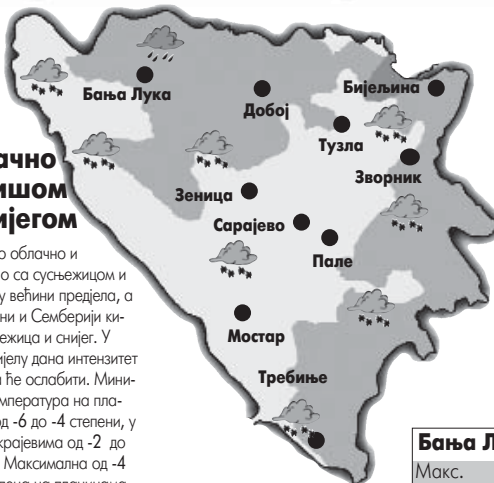 ачно
ишом
ијегом
о облачно и
о са сусњежицом и
у већини предјела, а
ни и Семберији ки-
ежица и снијег. У
ијелу дана интензитет
а ће ослабити. Мини-
мпература на пла-
од -6 до -4 степени, у
крајевима од -2 до
Максимална од -4
Бања Лука
Добој
Бијељина
Тузла
Зворник
Зеница
Сарајево
Пале
Мостар
Требиње
Бања Л
Макс.